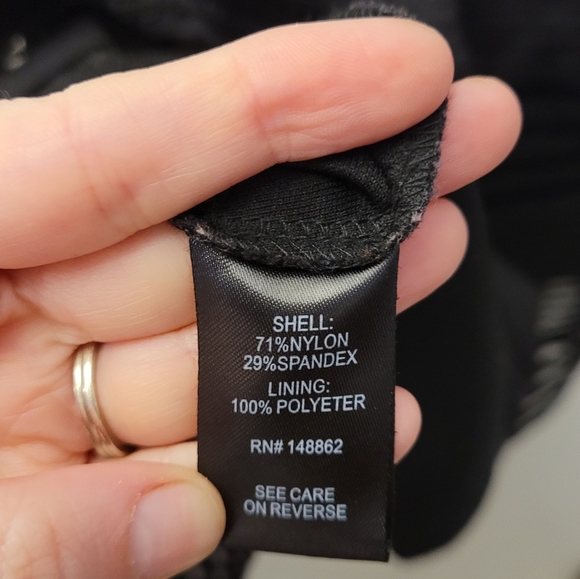 SHELL:
71%NYLON
29%SPANDEX
LINING:
100% POLYETER
RN# 148862
SEE CARE
ON REVERSE